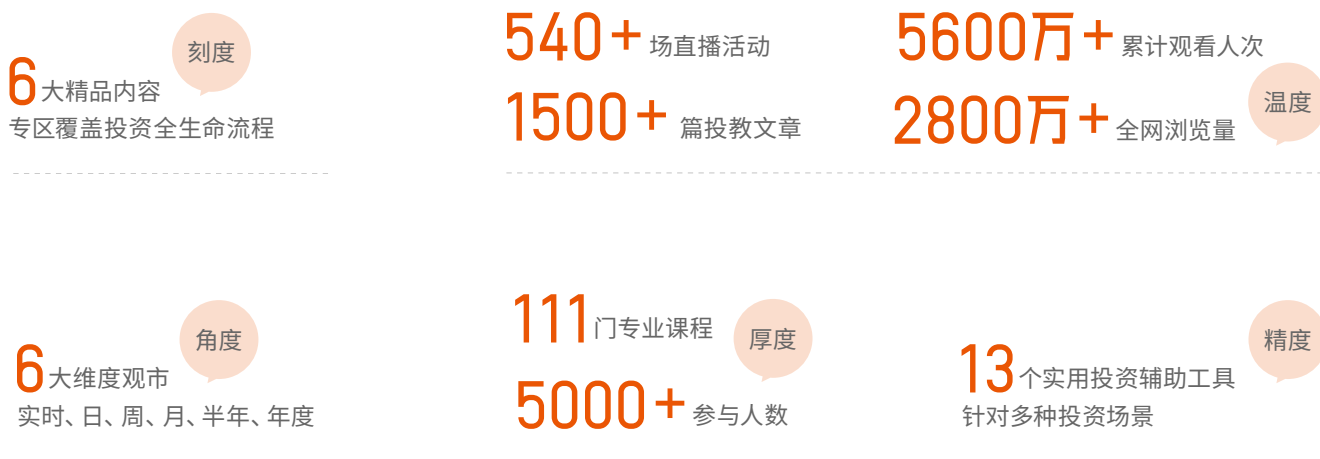 刻度
6大精品内容
专区覆盖投资全生命流程
540+场直播活动
5600万+累计观看人次
1500+篇投教文章
2800万+全网浏览量
温度
角度
6大维度观市
实时、日、周、月、半年、年度
111门专业课程
厚度
5000+参与人数
精度
13个实用投资辅助工具
针对多种投资场景